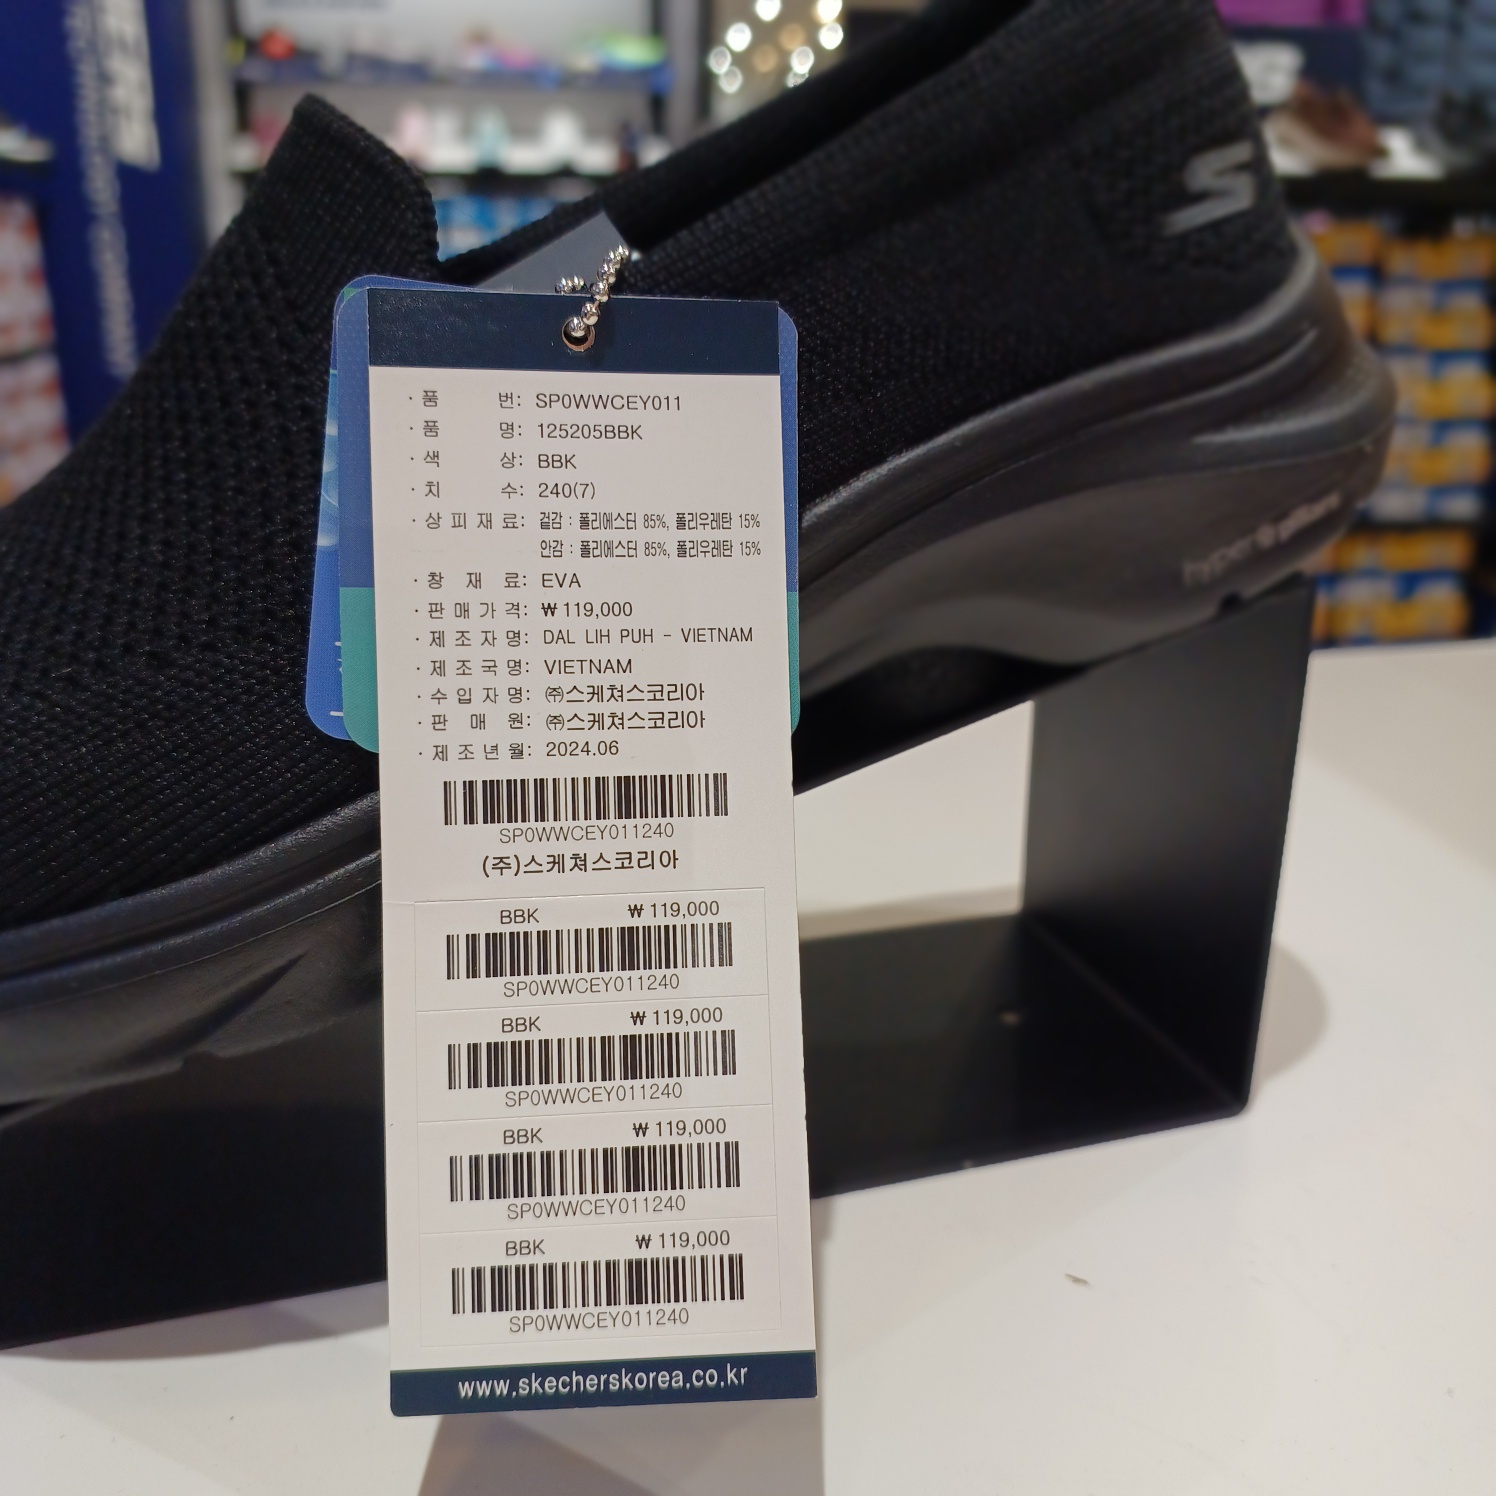 S
· 품 번: SP0WWCEY011
· 품 명: 125205BBK
· 색 상: BBK
· 치 수: 240(7)
· 상 피 재 료: 겉감 : 폴리에스터 85%, 폴리우레탄 15%
안감 : 폴리에스터 85%, 폴리우레탄 15%
· 창 재 료: EVA
· 판 매 가 격: ₩ 119,000
· 제 조 자 명: DAL LIH PUH - VIETNAM
· 제 조 국 명: VIETNAM
· 수 입 자 명: ㈜스케쳐스코리아
· 판 매 원: ㈜스케쳐스코리아
· 제 조 년 월: 2024.06
SP0WWCEY011240
(주)스케쳐스코리아
BBK ₩ 119,000
SP0WWCEY011240
BBK ₩ 119,000
SP0WWCEY011240
BBK ₩ 119,000
SP0WWCEY011240
BBK ₩ 119,000
SP0WWCEY011240
www.skecherskorea.co.kr